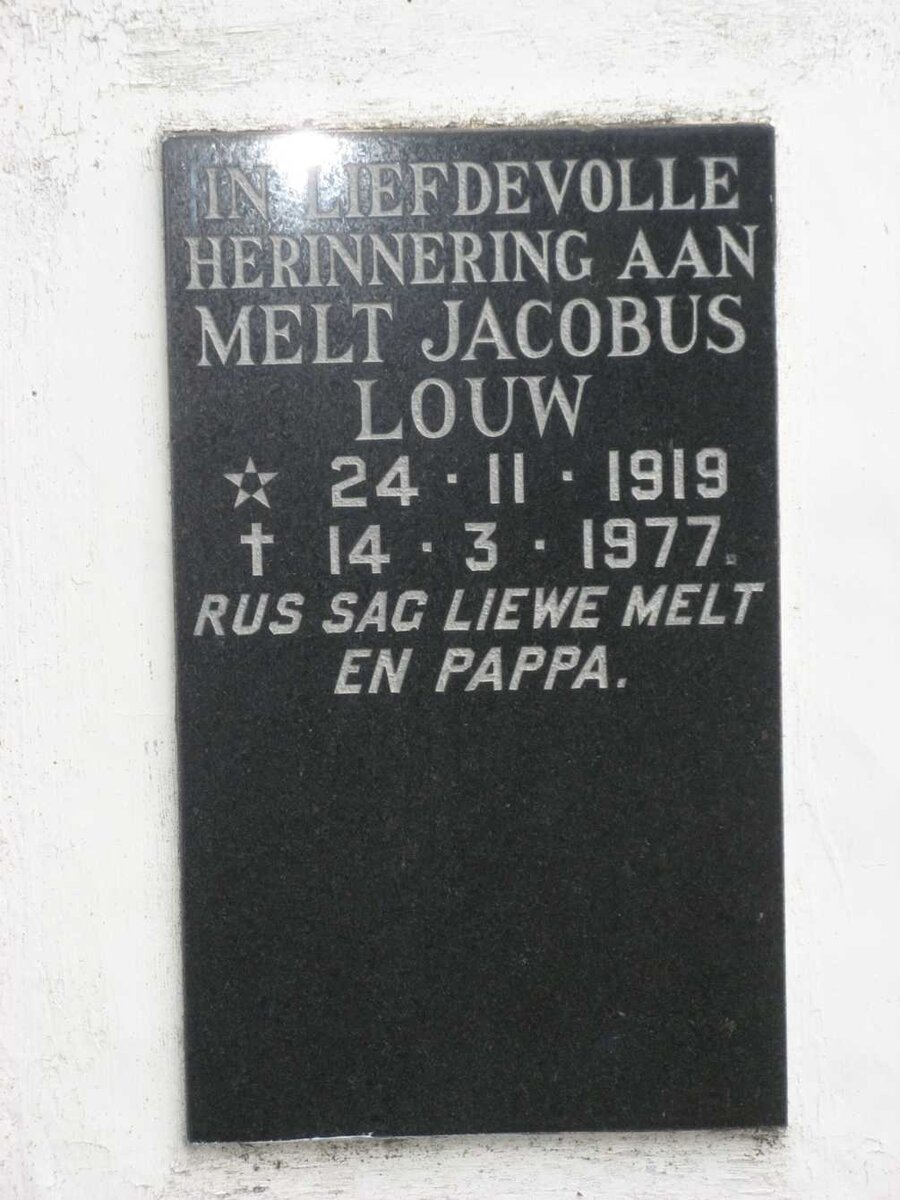 IN LIEFDEVOLLE
HERINNERING AAN
MELT JACOBUS
LOUW
☆ 24 · 11 · 1919
✝ 14 · 3 · 1977.
RUS SAG LIEWE MELT
EN PAPPA.